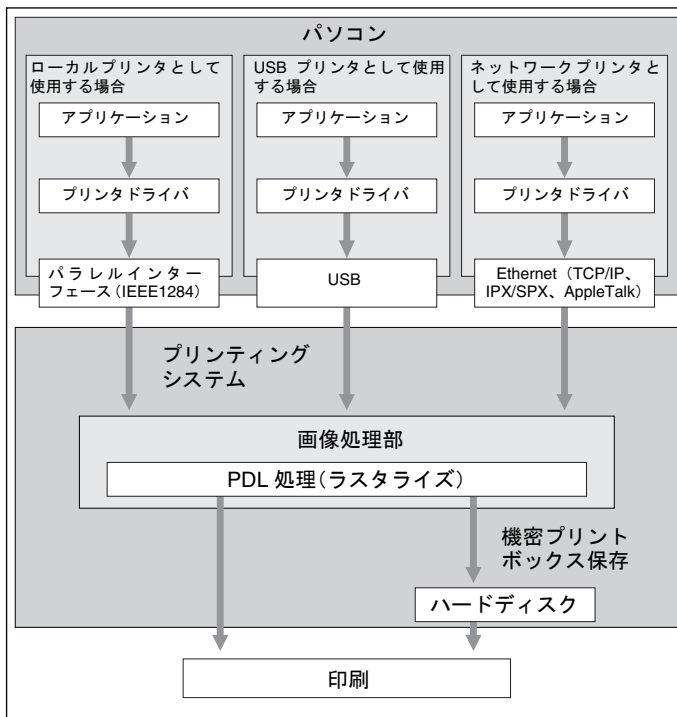 パソコン
ローカルプリンタとして
使用する場合
アプリケーション
プリンタドライバ
パラレルインター
フェース（IEEE1284）
USB プリンタとして使用
する場合
アプリケーション
プリンタドライバ
USB
ネットワークプリンタと
して使用する場合
アプリケーション
プリンタドライバ
Ethernet（TCP/IP、
IPX/SPX、AppleTalk）
プリンティング
システム
画像処理部
PDL 処理（ラスタライズ）
機密プリント
ボックス保存
ハードディスク
印刷